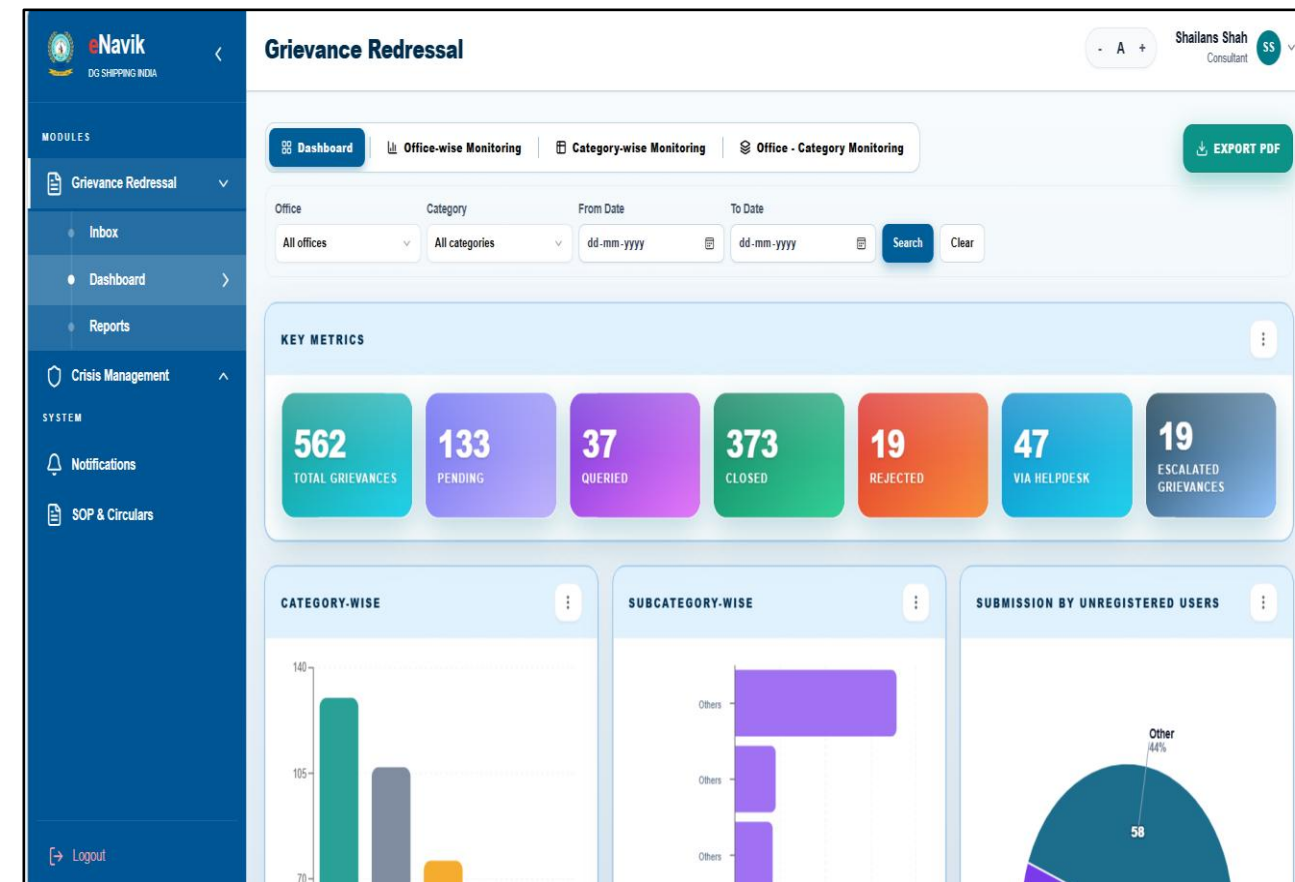 eNavik
DG SHIPPING INDIA
Grievance Redressal
- A +
Shailans Shah
Consultant
SS
MODULES
Grievance Redressal
Inbox
Dashboard
Reports
Crisis Management
SYSTEM
Notifications
SOP & Circulars
Logout
Dashboard
Office-wise Monitoring
Category-wise Monitoring
Office - Category Monitoring
EXPORT PDF
Office
Category
From Date
To Date
All offices
All categories
dd-mm-yyyy
dd-mm-yyyy
Search
Clear
KEY METRICS
562
TOTAL GRIEVANCES
133
PENDING
37
QUERIED
373
CLOSED
19
REJECTED
47
VIA HELPDESK
19
ESCALATED
GRIEVANCES
CATEGORY-WISE
140
105
70
SUBCATEGORY-WISE
Others
Others
Others
SUBMISSION BY UNREGISTERED USERS
Other
44%
58